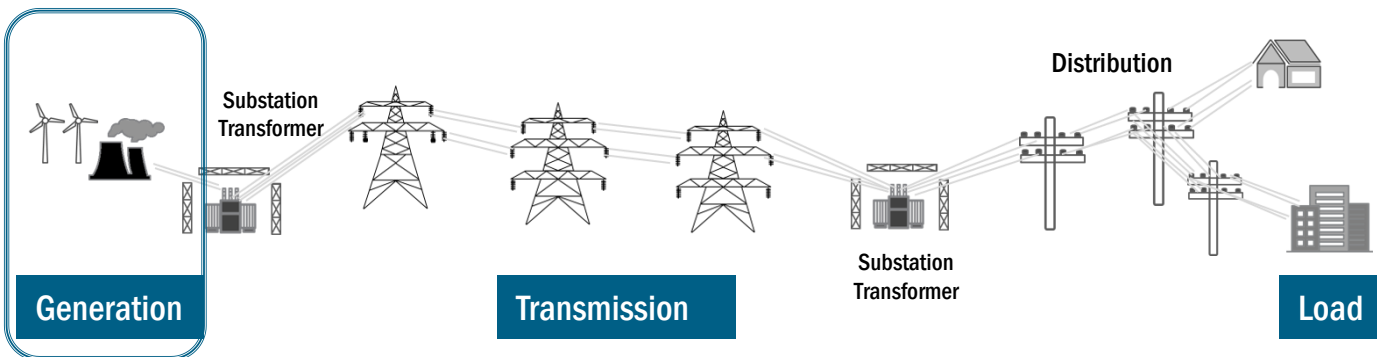 Substation
Transformer
Distribution
Substation
Transformer
Generation
Transmission
Load